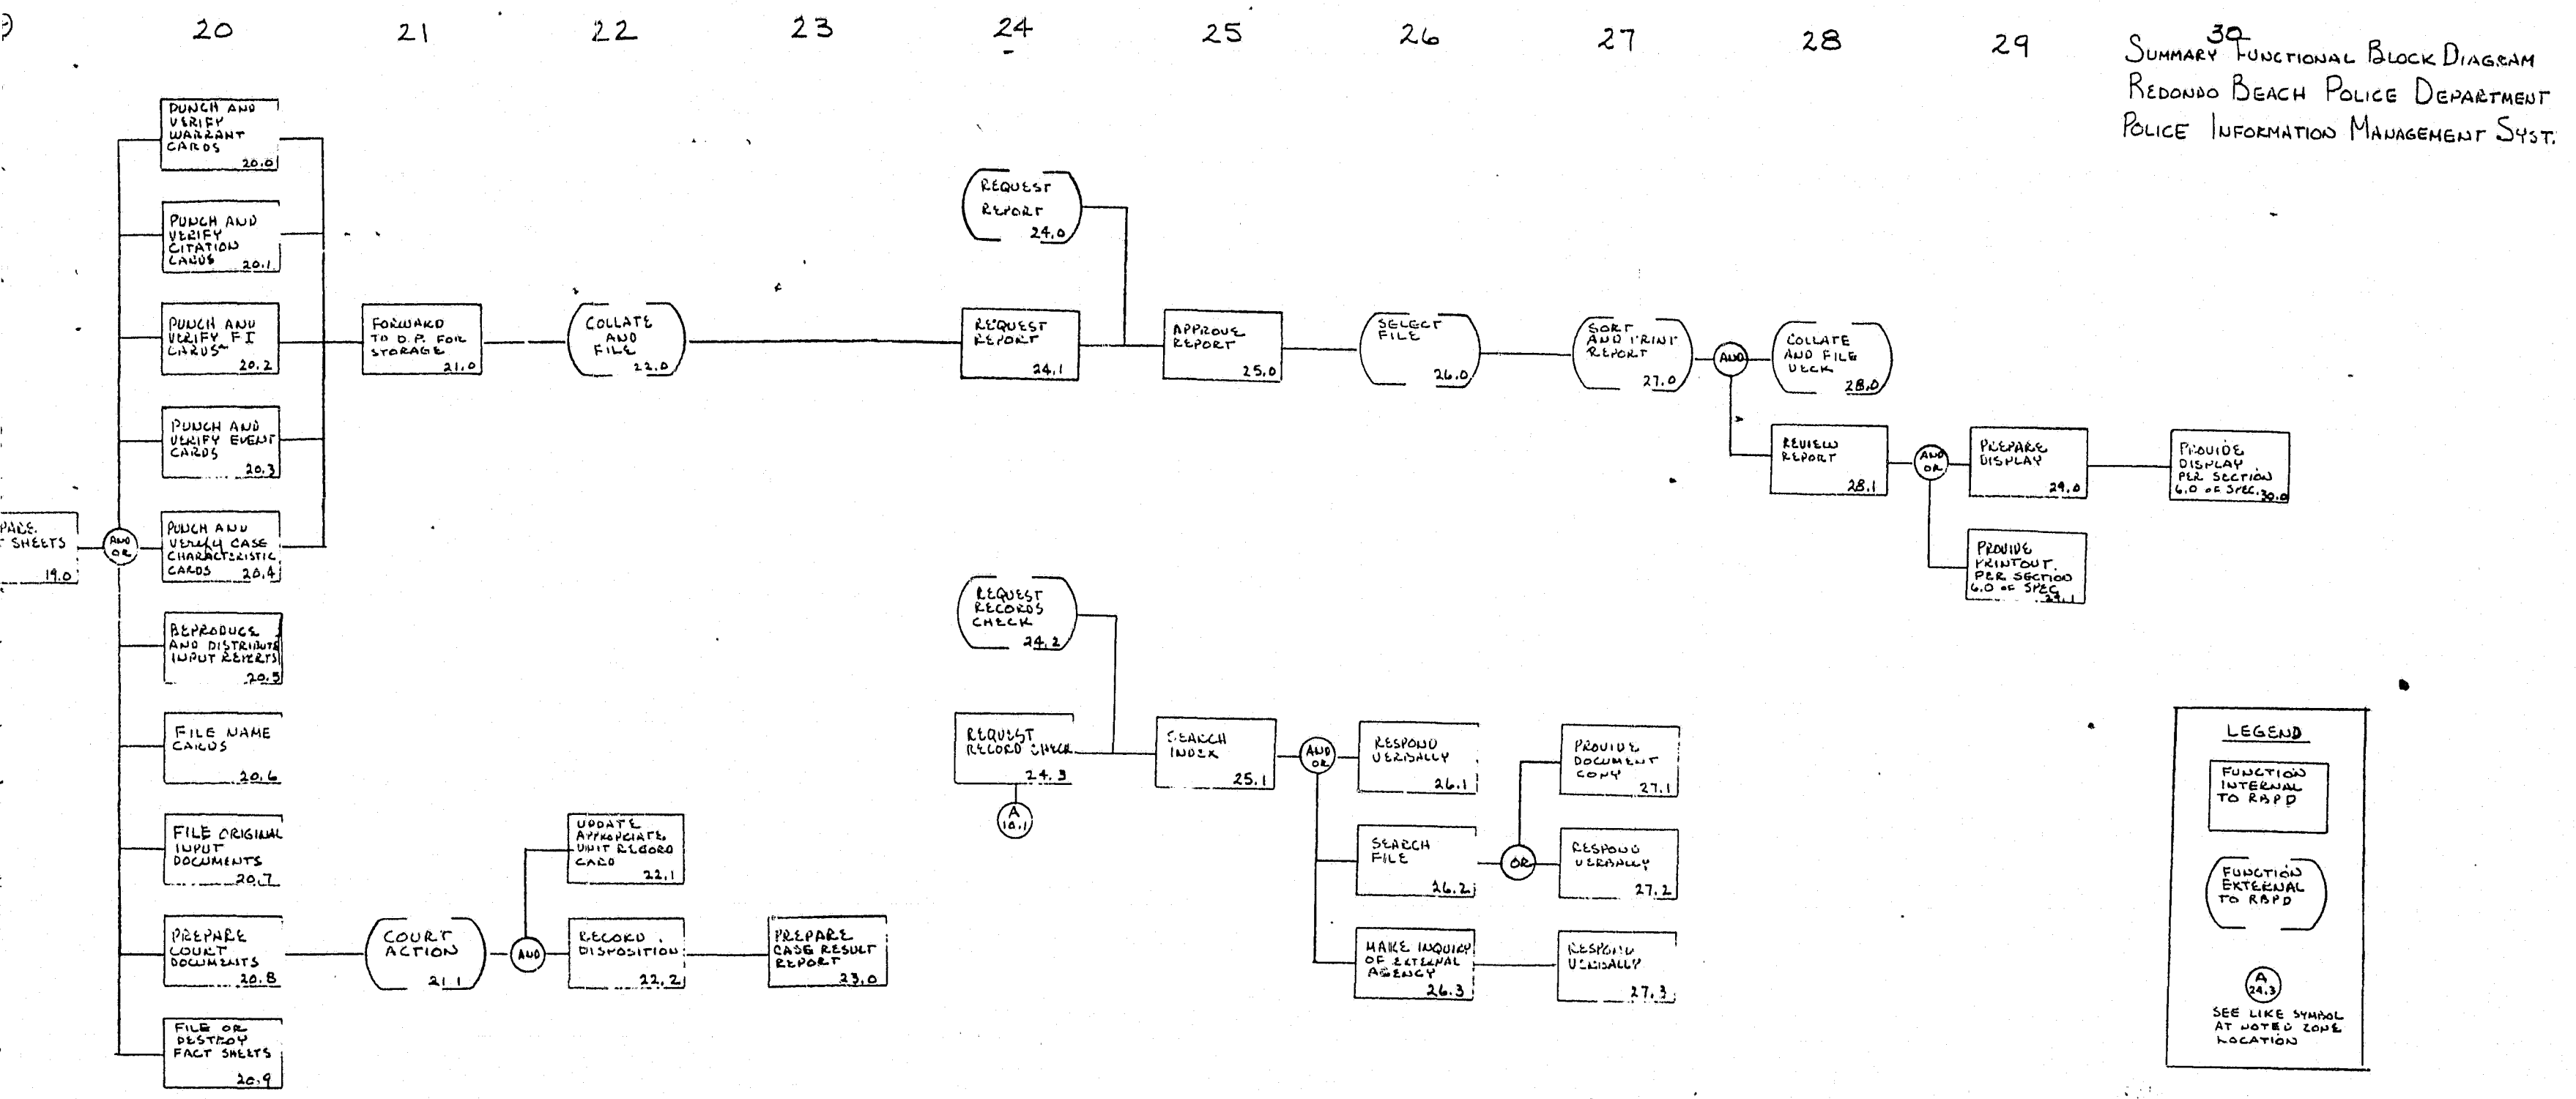 20 21 22 23 24 25 26 27 28 29 30
SUMMARY FUNCTIONAL BLOCK DIAGRAM
REDONDO BEACH POLICE DEPARTMENT
POLICE INFORMATION MANAGEMENT SYST.
SHEETS
19.0
AND
OR
PUNCH AND
VERIFY
WARRANT
CARDS
20.0
PUNCH AND
VERIFY
CITATION
CARDS
20.1
PUNCH AND
VERIFY FI
CARDS
20.2
PUNCH AND
VERIFY EVENT
CARDS
20.3
PUNCH AND
VERIFY CASE
CHARACTERISTIC
CARDS 20.4
REPRODUCE
AND DISTRIBUTE
INPUT REPORTS
20.5
FILE NAME
CARDS
20.6
FILE ORIGINAL
INPUT
DOCUMENTS
20.7
PREPARE
COURT
DOCUMENTS
20.8
FILE OR
DESTROY
FACT SHEETS
20.9
FORWARD
TO D.P. FOR
STORAGE
21.0
COURT
ACTION
21.1
AND
COLLATE
AND
FILE
22.0
UPDATE
APPROPRIATE
UNIT RECORD
CARD
22.1
RECORD
DISPOSITION
22.2
PREPARE
CASE RESULT
REPORT
23.0
REQUEST
REPORT
24.0
REQUEST
REPORT
24.1
REQUEST
RECORDS
CHECK
24.2
REQUEST
RECORD CHECK
24.3
A
10.1
APPROVE
REPORT
25.0
SEARCH
INDEX
25.1
AND
OR
SELECT
FILE
26.0
RESPOND
VERBALLY
26.1
SEARCH
FILE
26.2
OR
MAKE INQUIRY
OF EXTERNAL
AGENCY
26.3
SORT
AND PRINT
REPORT
27.0
AND
PROVIDE
DOCUMENT
COPY
27.1
RESPOND
VERBALLY
27.2
RESPOND
VERBALLY
27.3
COLLATE
AND FILE
DECK
28.0
REVIEW
REPORT
28.1
AND
OR
PREPARE
DISPLAY
29.0
PROVIDE
PRINTOUT
PER SECTION
6.0 OF SPEC.
29.1
PROVIDE
DISPLAY
PER SECTION
6.0 OF SPEC. 30.0
LEGEND
FUNCTION
INTERNAL
TO RBPD
FUNCTION
EXTERNAL
TO RBPD
A
24.3
SEE LIKE SYMBOL
AT NOTED ZONE
LOCATION